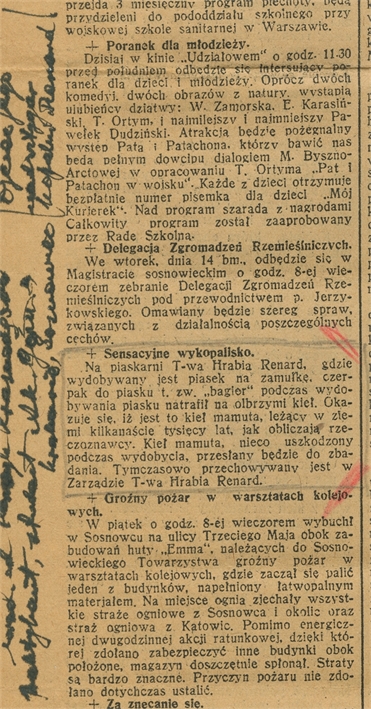 przejdą 3 miesięczny program piechoty, będą
przydzieleni do pododdziału szkolnego przy
wojskowej szkole sanitarnej w Warszawie.
+ Poranek dla młodzieży.
Dzisiaj w kinie „Udziałowem" o godz. 11·30
przed południem odbędzie się interesujący po-
ranek dla dzieci i młodzieży. Oprócz dwóch
komedyj, dwóch obrazów z natury, wystąpią
ulubieńcy dziatwy: W. Zamorska, E. Karasiń-
ski, T. Ortym, i najmilejszy i najmniejszy Pa-
wełek Dudziński. Atrakcją będzie pożegnalny
występ Pata i Patachona, którzy bawić nas
będą pełnym dowcipu dialogiem M. Byszno-
Arctowej w opracowaniu T. Ortyma „Pat i
Patachon w wojsku". Każde z dzieci otrzymuje
bezpłatnie numer pisemka dla dzieci „Mój
Kurjerek". Nad program szarada z nagrodami
Całkowity program został zaaprobowany
przez Radę Szkolną.
+ Delegacja Zgromadzeń Rzemieślniczych.
We wtorek, dnia 14 bm., odbędzie się w
Magistracie sosnowieckim o godz. 8-ej wie-
czorem zebranie Delegacji Zgromadzeń Rze-
mieślniczych pod przewodnictwem p. Jerzy-
kowskiego. Omawiany będzie szereg spraw,
związanych z działalnością poszczególnych
cechów.
+ Sensacyjne wykopalisko.
Na piaskarni T-wa Hrabia Renard, gdzie
wydobywany jest piasek na zamułkę, czer-
pak do piasku t. zw. „bagier" podczas wydo-
bywania piasku natrafił na olbrzymi kieł. Oka-
zuje się, iż jest to kieł mamuta, leżący w zie-
mi kilkanaście tysięcy lat, jak obliczają rze-
czoznawcy. Kieł mamuta, nieco uszkodzony
podczas wydobycia, przesłany będzie do zba-
dania. Tymczasowo przechowywany jest w
Zarządzie T-wa Hrabia Renard.
+ Groźny pożar w warsztatach kolejo-
wych.
W piątek o godz. 8-ej wieczorem wybuchł
w Sosnowcu na ulicy Trzeciego Maja obok za-
budowań huty „Emma", należących do Sosno-
wieckiego Towarzystwa groźny pożar w
warsztatach kolejowych, gdzie zaczął się palić
jeden z budynków, napełniony łatwopalnym
materjałem. Na miejsce ognia zjechały wszyst-
kie straże ogniowe z Sosnowca i okolic oraz
straż ogniowa z Katowic. Pomimo energicz-
nej dwugodzinnej akcji ratunkowej, dzięki któ-
rej zdołano zabezpieczyć inne budynki obok
położone, magazyn doszczętnie spłonął. Straty
są bardzo znaczne. Przyczyn pożaru nie zdo-
łano dotychczas ustalić.
+ Za znęcanie się.